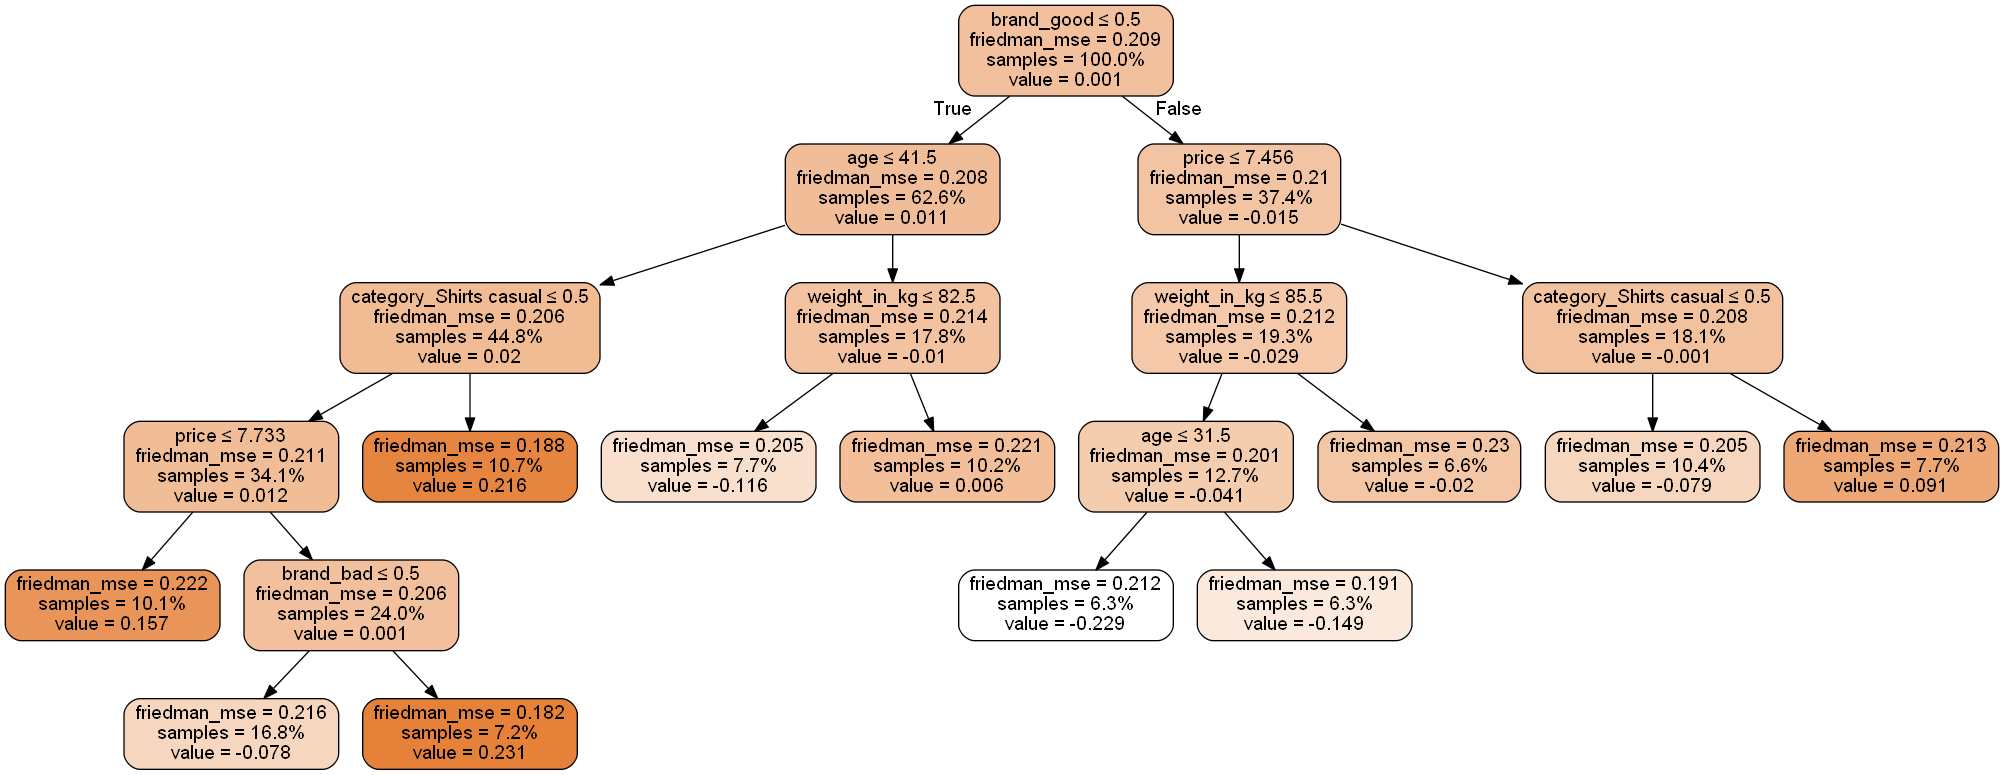 brand_good ≤ 0.5
friedman_mse = 0.209
samples = 100.0%
value = 0.001
True
False
age ≤ 41.5
friedman_mse = 0.208
samples = 62.6%
value = 0.011
price ≤ 7.456
friedman_mse = 0.21
samples = 37.4%
value = -0.015
category_Shirts casual ≤ 0.5
friedman_mse = 0.206
samples = 44.8%
value = 0.02
weight_in_kg ≤ 82.5
friedman_mse = 0.214
samples = 17.8%
value = -0.01
weight_in_kg ≤ 85.5
friedman_mse = 0.212
samples = 19.3%
value = -0.029
category_Shirts casual ≤ 0.5
friedman_mse = 0.208
samples = 18.1%
value = -0.001
price ≤ 7.733
friedman_mse = 0.211
samples = 34.1%
value = 0.012
friedman_mse = 0.188
samples = 10.7%
value = 0.216
friedman_mse = 0.205
samples = 7.7%
value = -0.116
friedman_mse = 0.221
samples = 10.2%
value = 0.006
age ≤ 31.5
friedman_mse = 0.201
samples = 12.7%
value = -0.041
friedman_mse = 0.23
samples = 6.6%
value = -0.02
friedman_mse = 0.205
samples = 10.4%
value = -0.079
friedman_mse = 0.213
samples = 7.7%
value = 0.091
friedman_mse = 0.222
samples = 10.1%
value = 0.157
brand_bad ≤ 0.5
friedman_mse = 0.206
samples = 24.0%
value = 0.001
friedman_mse = 0.212
samples = 6.3%
value = -0.229
friedman_mse = 0.191
samples = 6.3%
value = -0.149
friedman_mse = 0.216
samples = 16.8%
value = -0.078
friedman_mse = 0.182
samples = 7.2%
value = 0.231